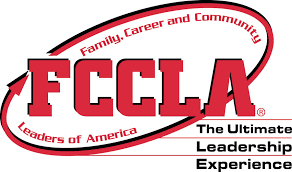 Family, Career and Community
FCCLA®
Leaders of America
The Ultimate
Leadership
Experience